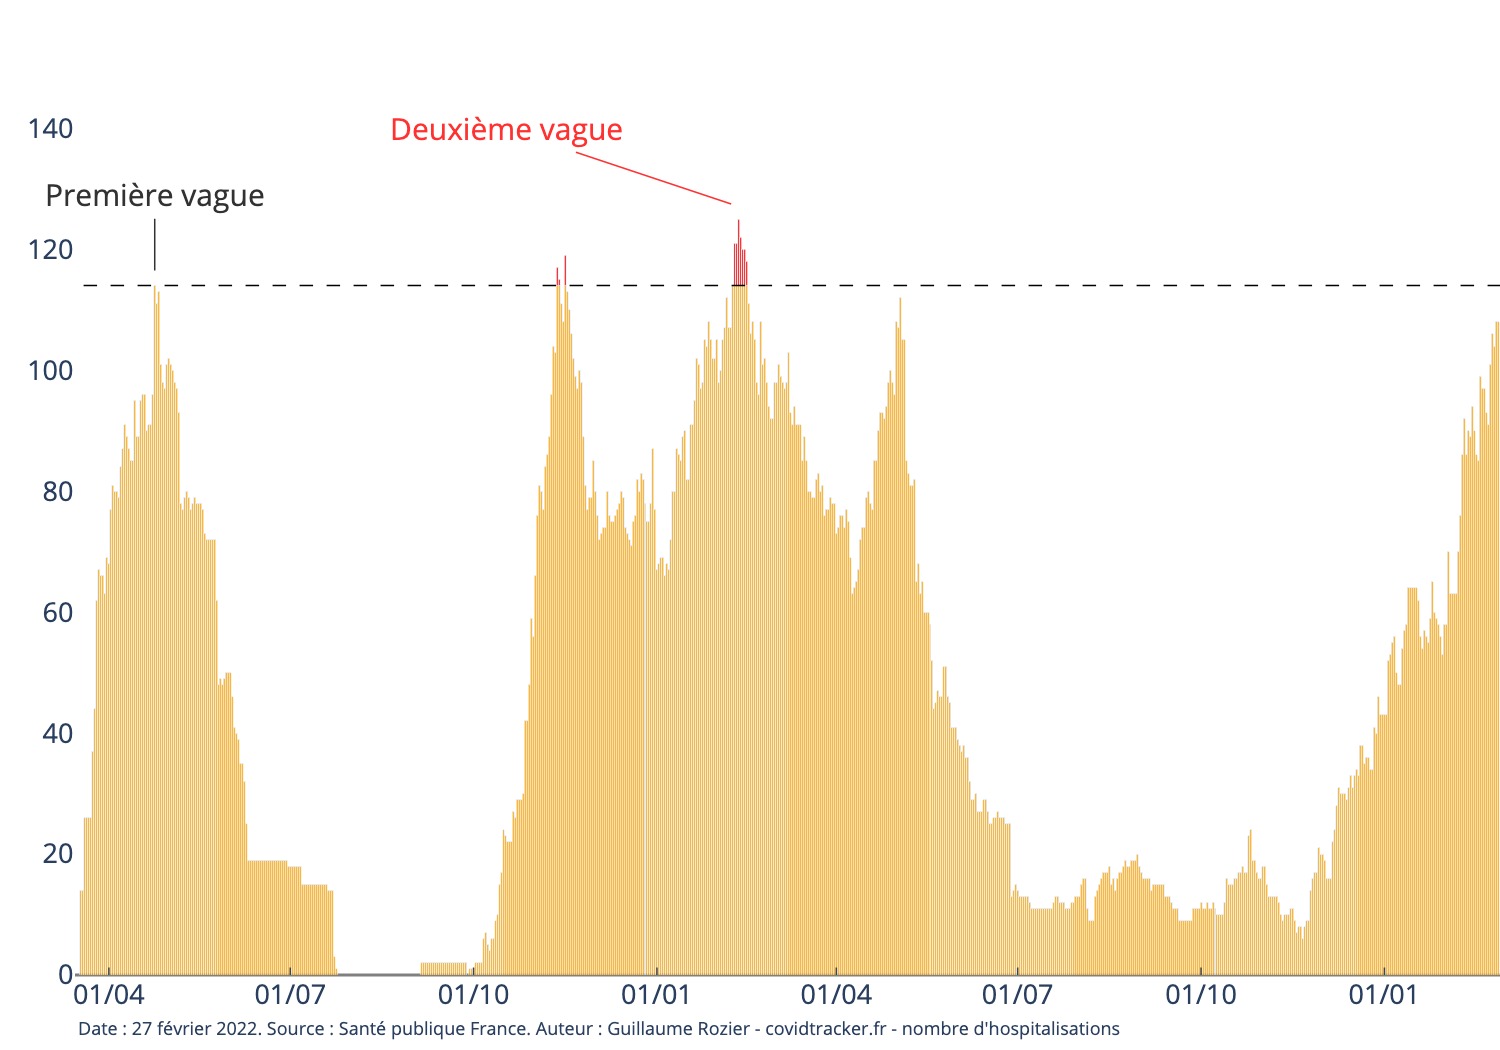 140
Deuxième vague
Première vague
120
100
80
60
40
20
0
01/04 01/07 01/10 01/01 01/04 01/07 01/10 01/01
Date : 27 février 2022. Source : Santé publique France. Auteur : Guillaume Rozier - covidtracker.fr - nombre d'hospitalisations